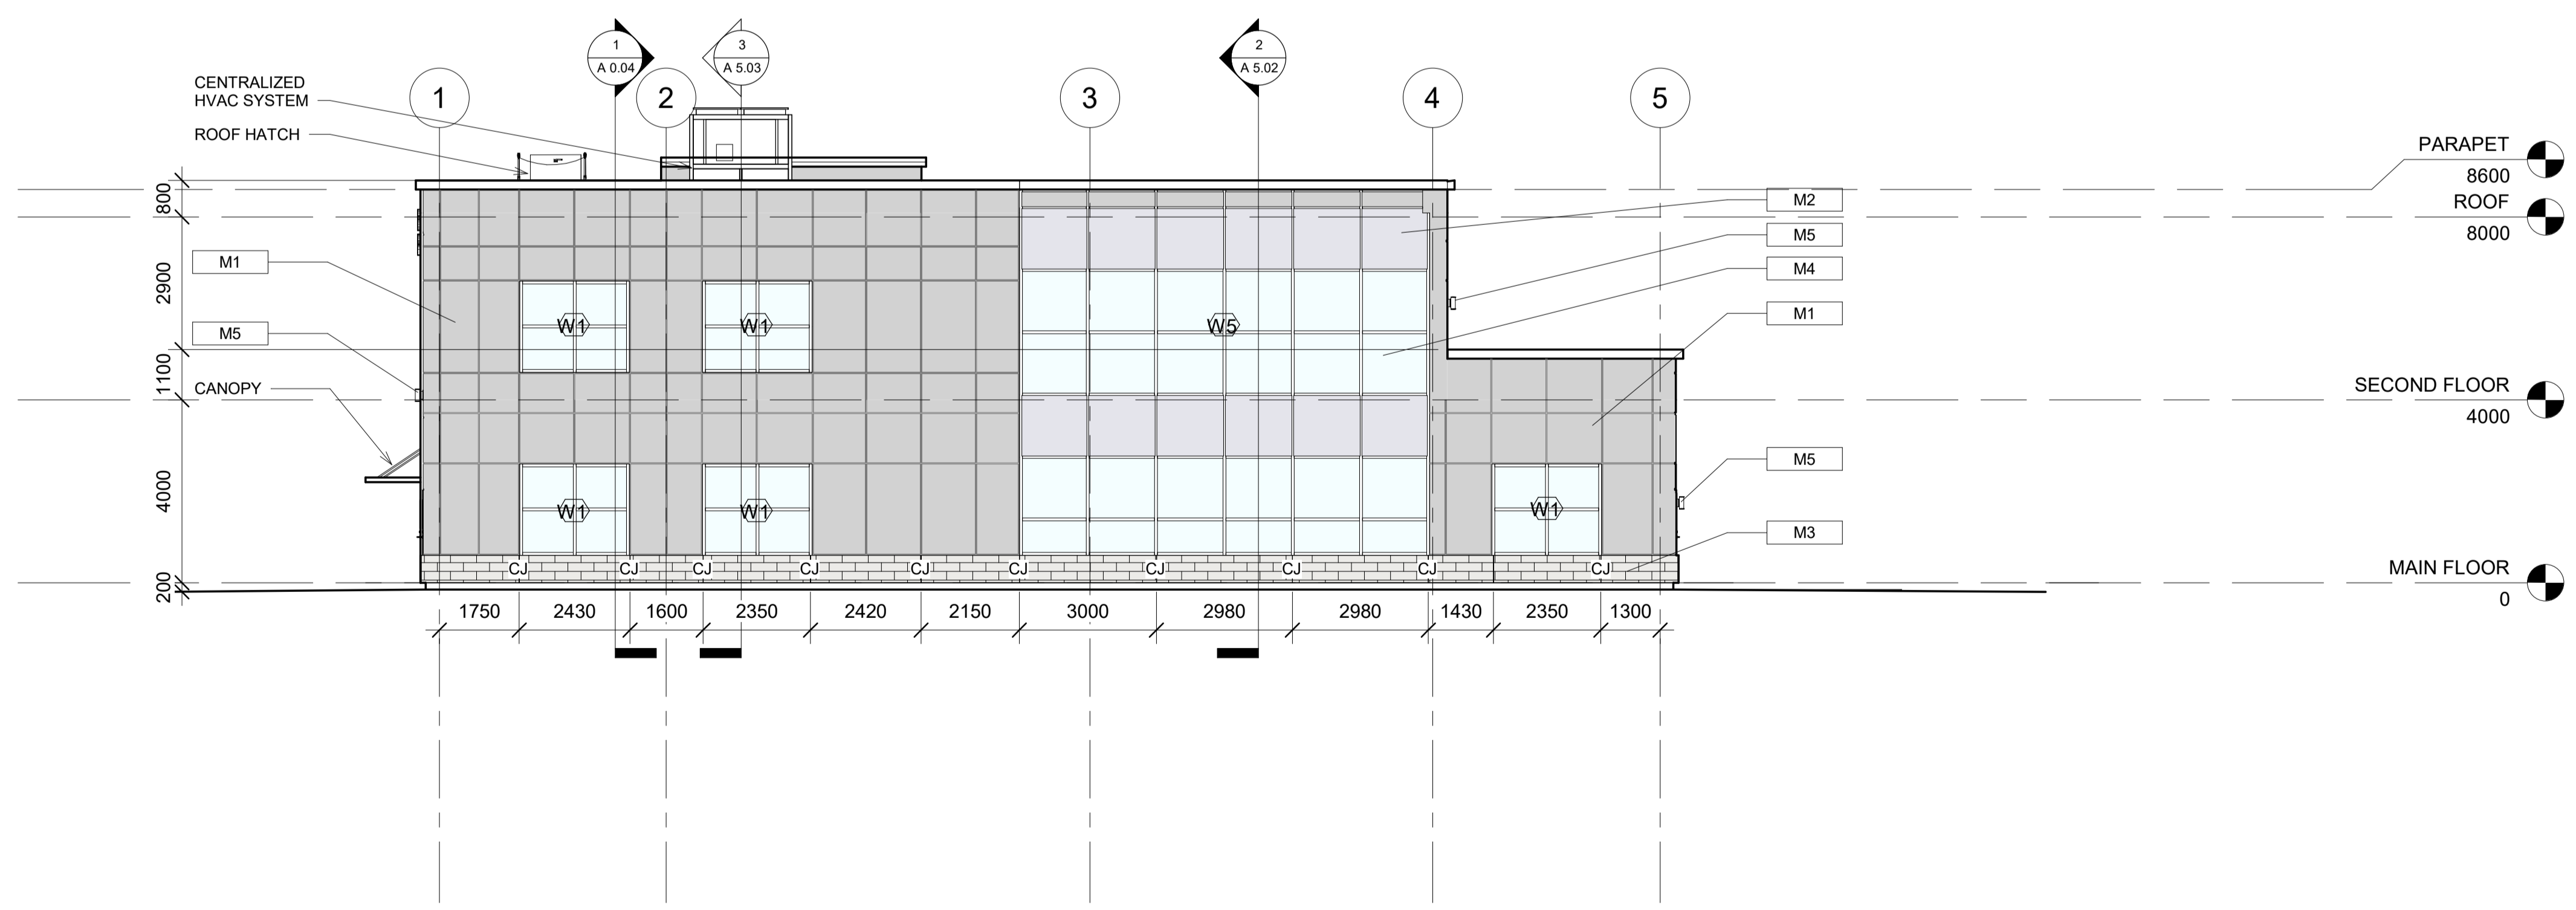 1
A 0.04
3
A 5.03
2
A 5.02
CENTRALIZED
HVAC SYSTEM
ROOF HATCH
1
2
3
4
5
PARAPET
8600
ROOF
8000
SECOND FLOOR
4000
MAIN FLOOR
0
800
2900
1100
4000
200
M1
M5
CANOPY
M2
M5
M4
M1
M5
M3
W1
W1
W5
W1
W1
W1
CJ
CJ
CJ
CJ
CJ
CJ
CJ
CJ
CJ
CJ
1750
2430
1600
2350
2420
2150
3000
2980
2980
1430
2350
1300